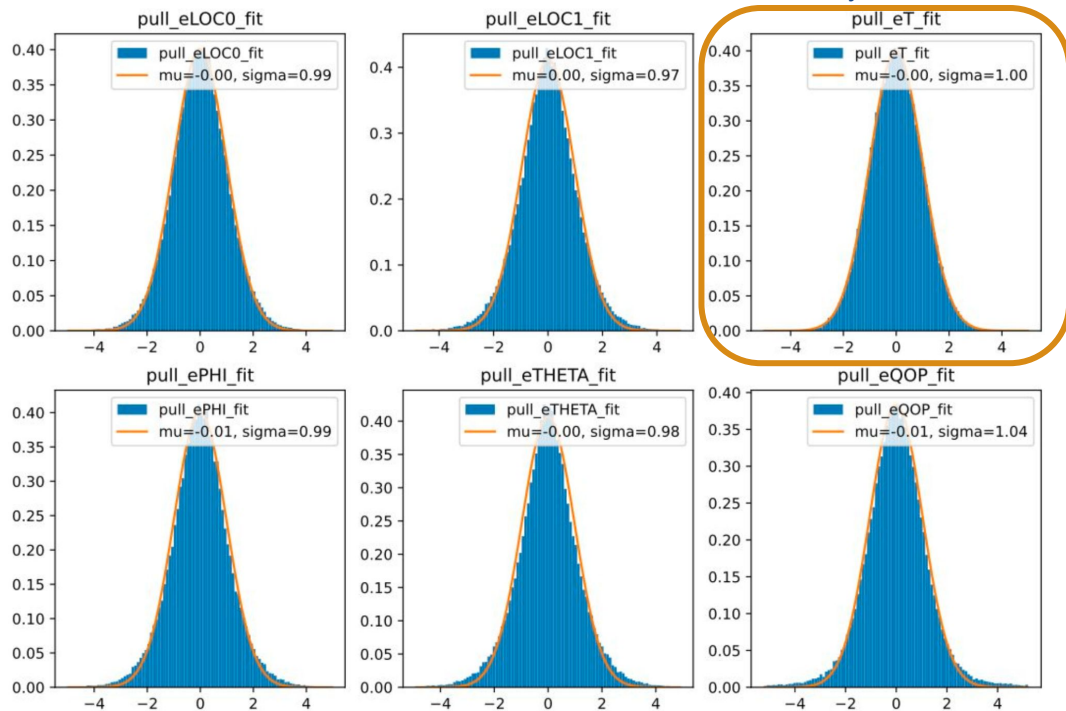 pull_eLOC0_fit
0.40
0.35
0.30
0.25
0.20
0.15
0.10
0.05
0.00
−4 −2 0 2 4
pull_eLOC0_fit
mu=-0.00, sigma=0.99
pull_eLOC1_fit
0.4
0.3
0.2
0.1
0.0
−4 −2 0 2 4
pull_eLOC1_fit
mu=0.00, sigma=0.97
pull_eT_fit
0.40
0.35
0.30
0.25
0.20
0.15
0.10
0.05
0.00
−4 −2 0 2 4
pull_eT_fit
mu=-0.00, sigma=1.00
pull_ePHI_fit
0.40
0.35
0.30
0.25
0.20
0.15
0.10
0.05
0.00
−4 −2 0 2 4
pull_ePHI_fit
mu=-0.01, sigma=0.99
pull_eTHETA_fit
0.40
0.35
0.30
0.25
0.20
0.15
0.10
0.05
0.00
−4 −2 0 2 4
pull_eTHETA_fit
mu=-0.00, sigma=0.98
pull_eQOP_fit
0.40
0.35
0.30
0.25
0.20
0.15
0.10
0.05
0.00
−4 −2 0 2 4
pull_eQOP_fit
mu=-0.01, sigma=1.04